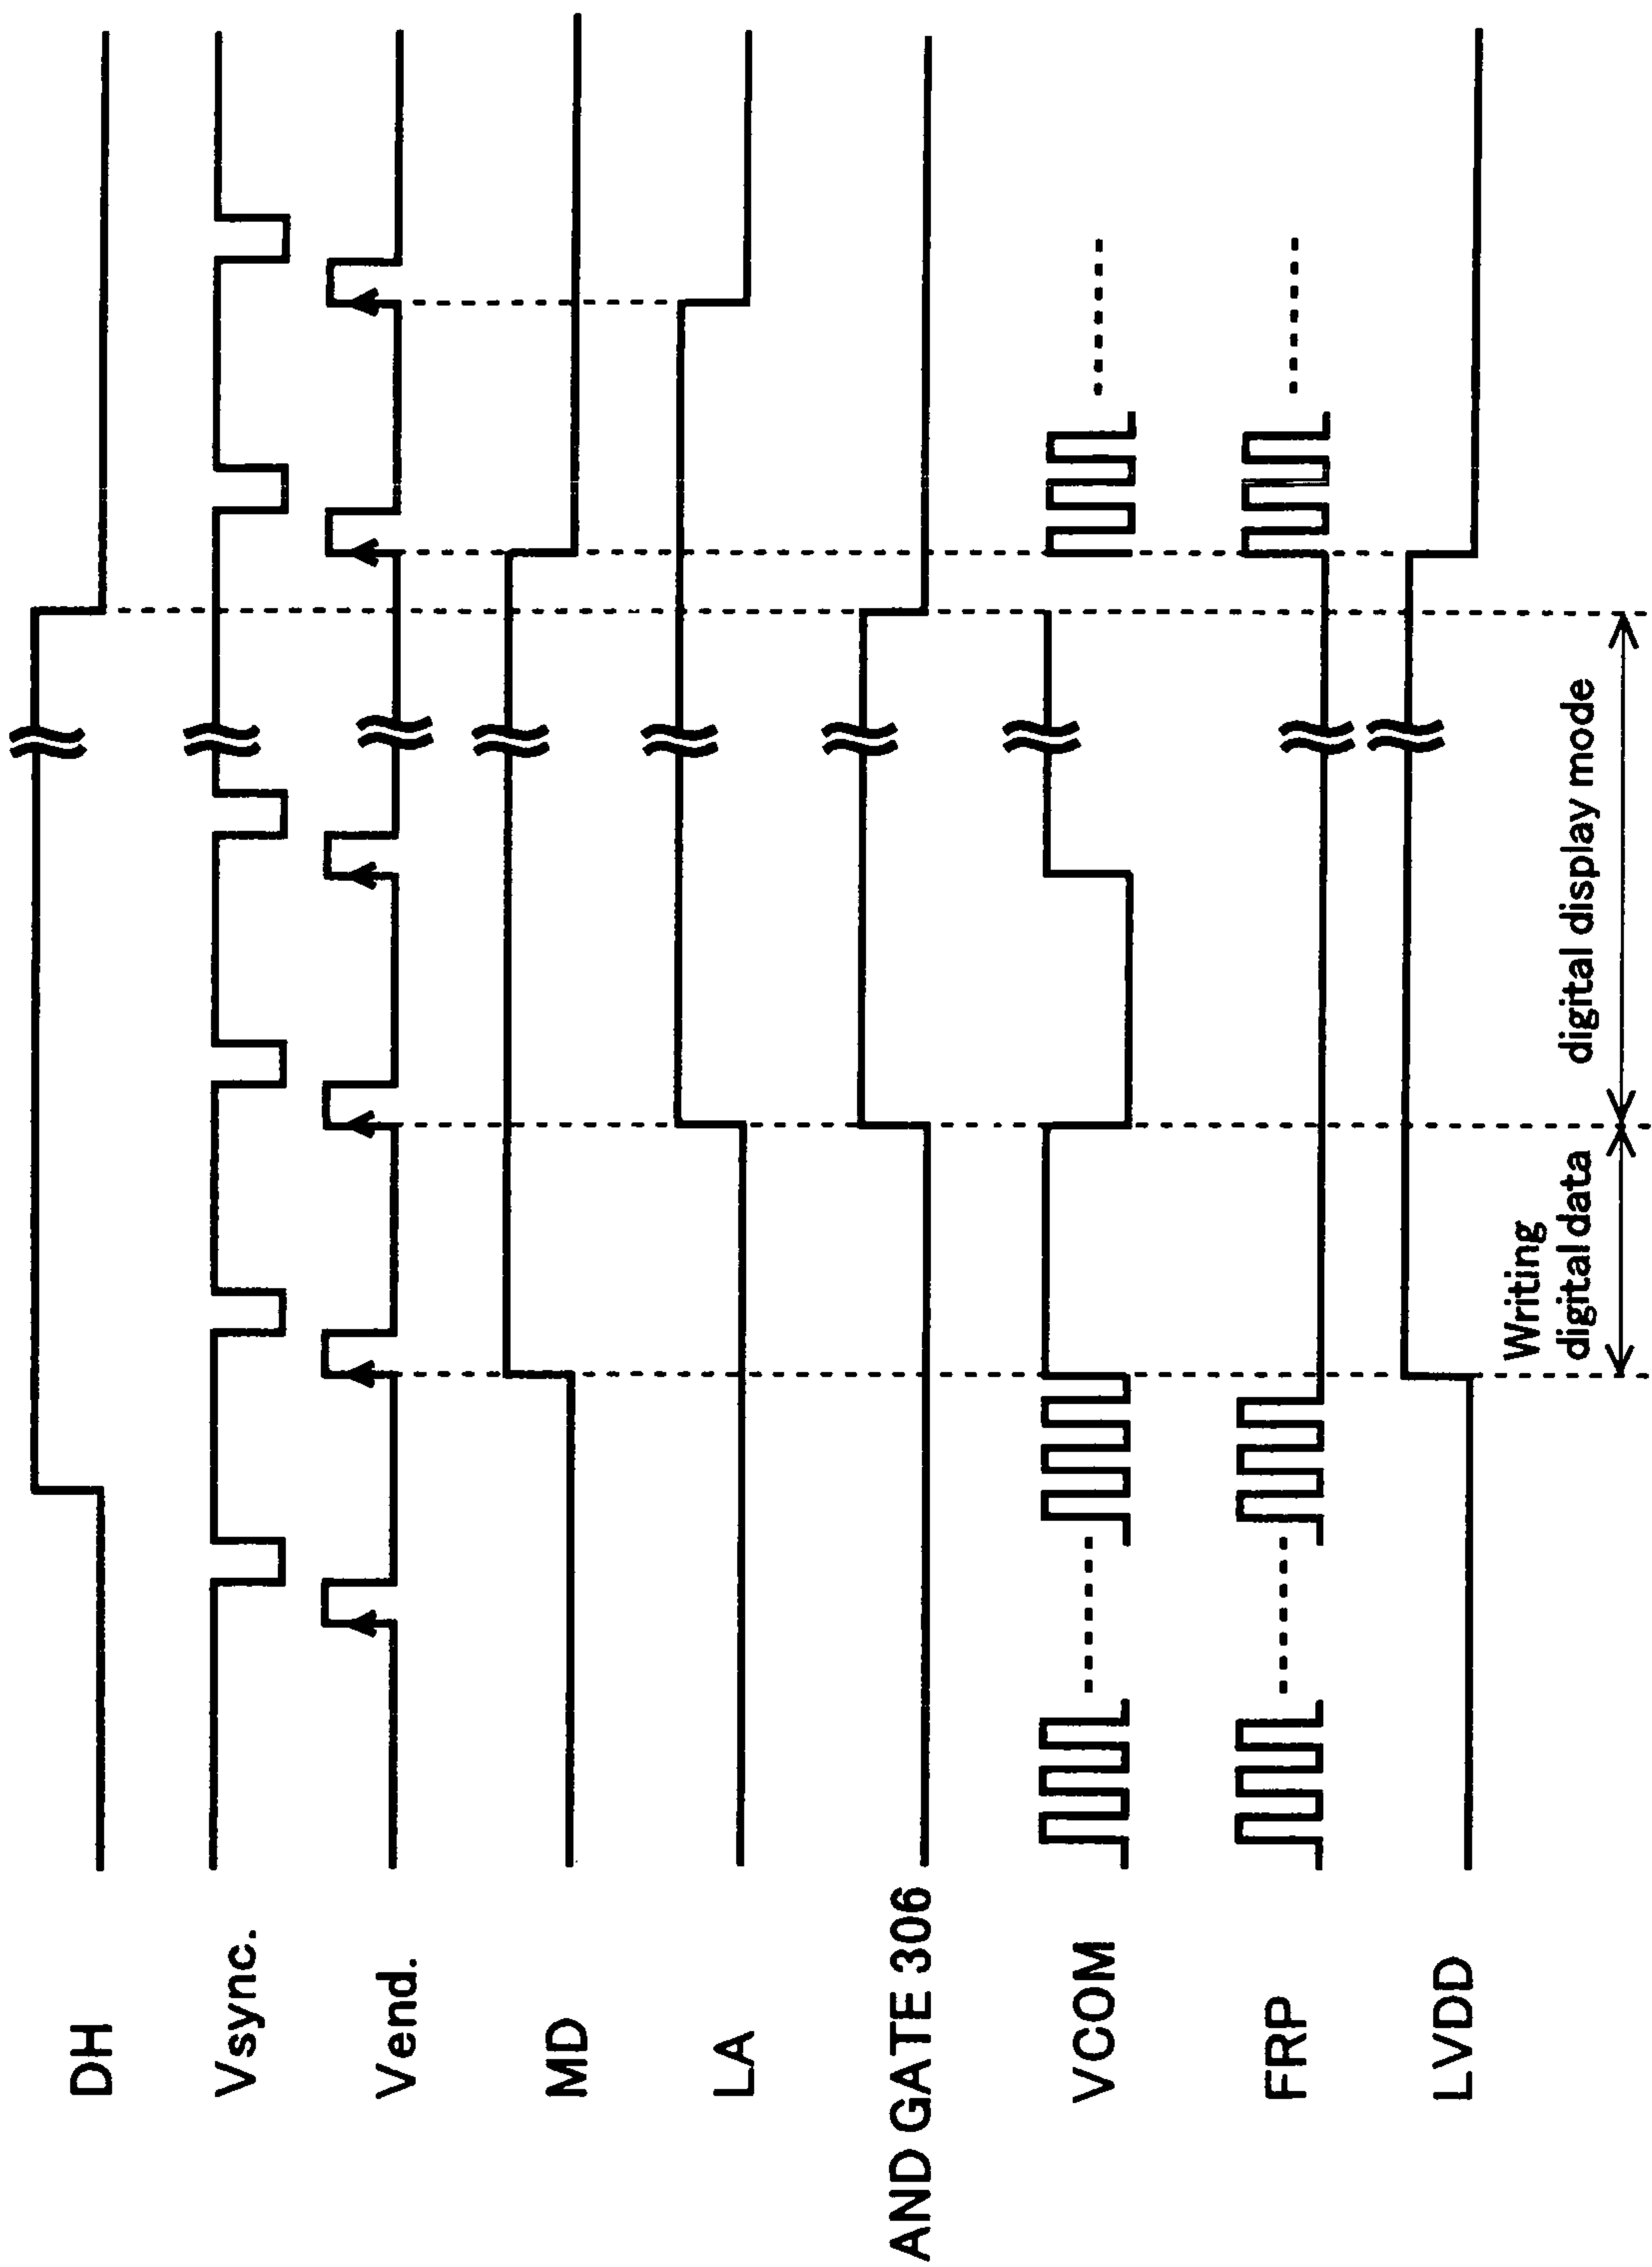 DH
Vsync.
Vend.
MD
LA
AND GATE 306
VCOM
FRP
LVDD
Writing
digital data
digital display mode